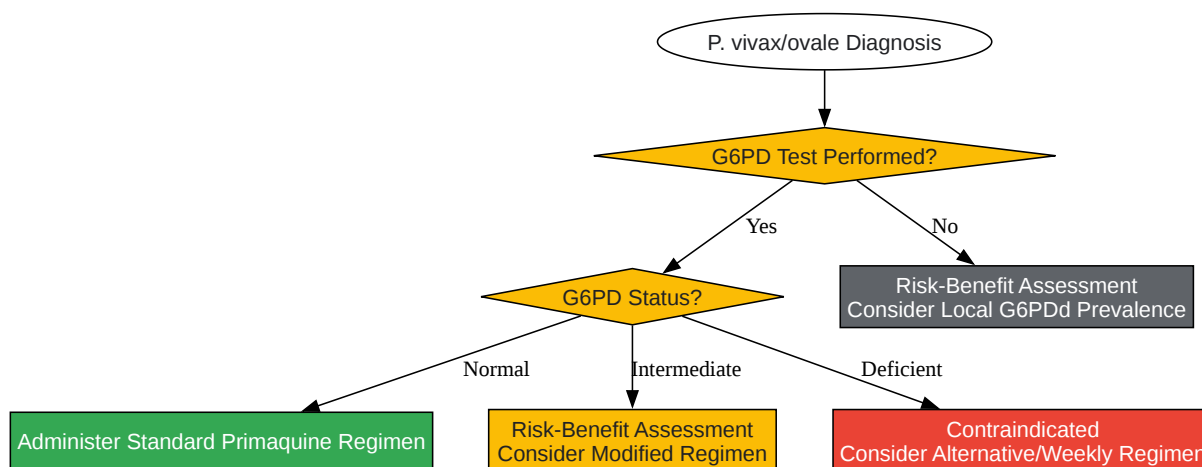 P. vivax/ovale Diagnosis
G6PD Test Performed?
Yes
No
G6PD Status?
Risk-Benefit Assessment
Consider Local G6PDd Prevalence
Normal
Intermediate
Deficient
Administer Standard Primaquine Regimen
Risk-Benefit Assessment
Consider Modified Regimen
Contraindicated
Consider Alternative/Weekly Regimen